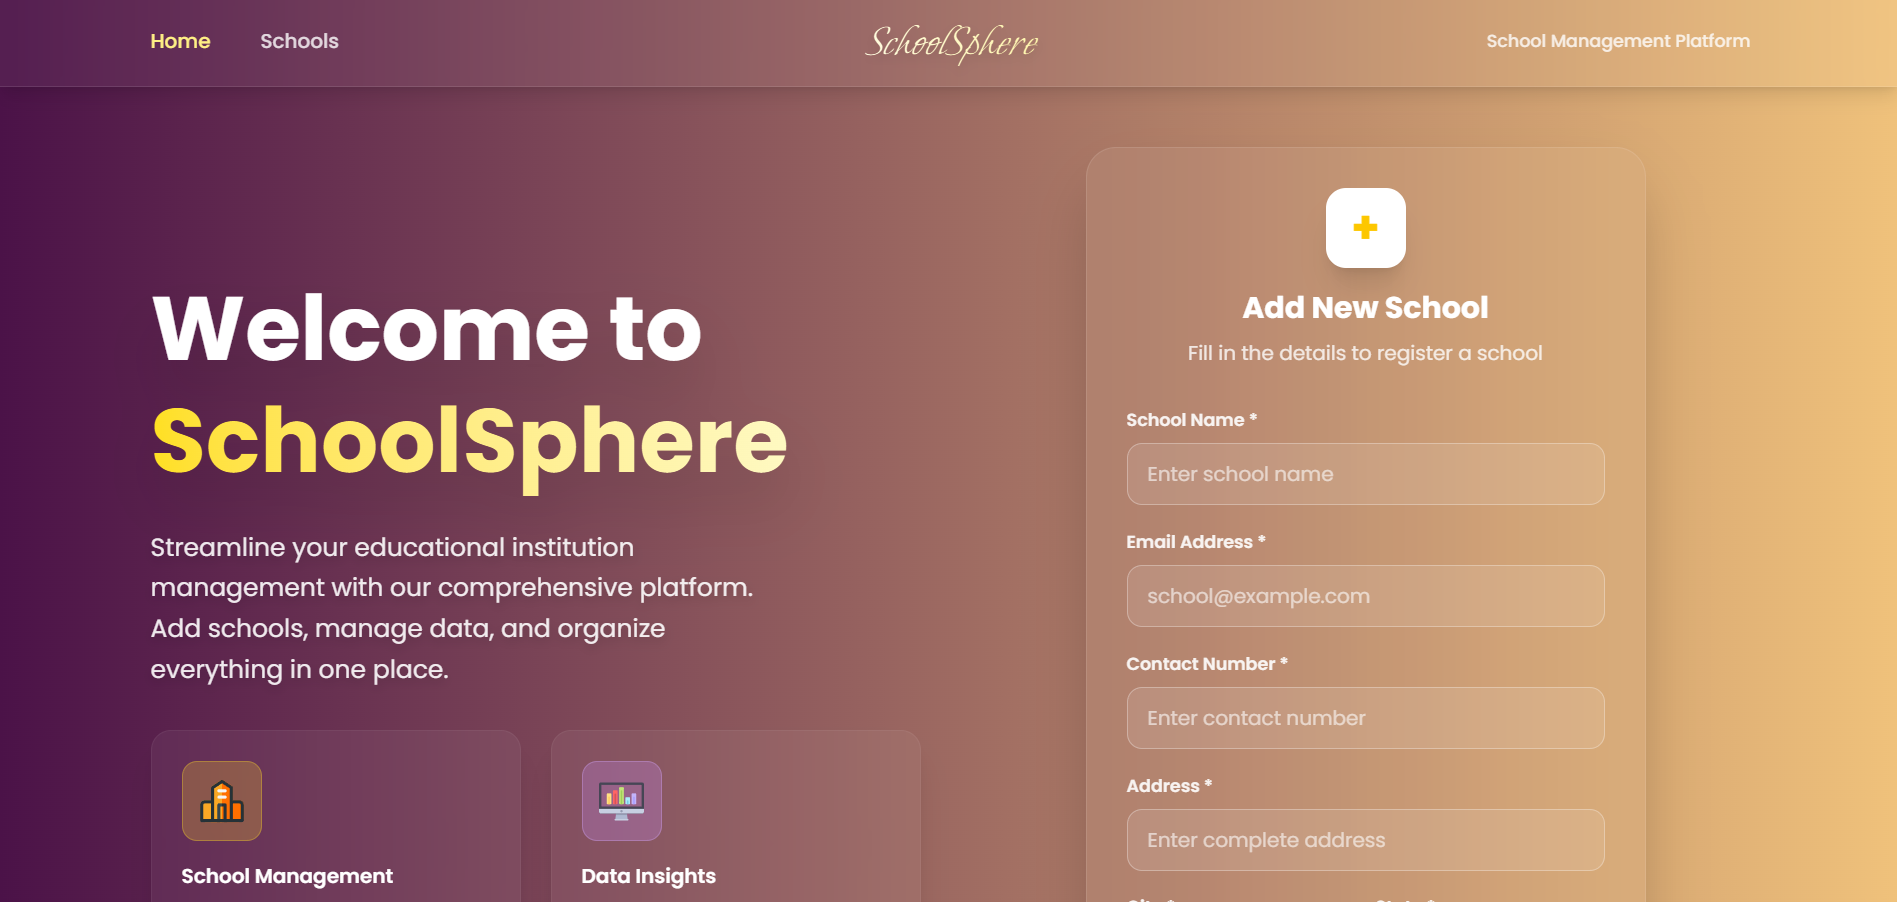 Home
Schools
SchoolSphere
School Management Platform
Welcome to
SchoolSphere
Streamline your educational institution
management with our comprehensive platform.
Add schools, manage data, and organize
everything in one place.
School Management
Data Insights
Add New School
Fill in the details to register a school
School Name *
Enter school name
Email Address *
school@example.com
Contact Number *
Enter contact number
Address *
Enter complete address